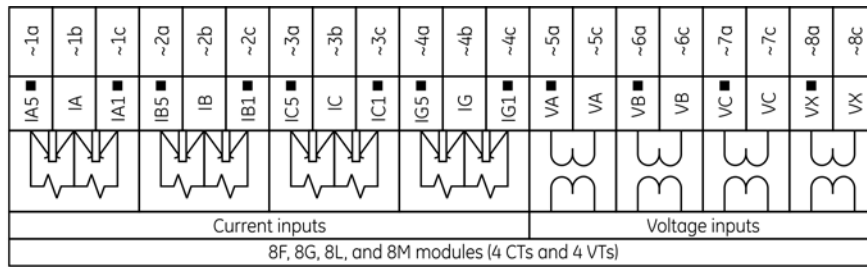 ~1a ~1b ~1c ~2a ~2b ~2c ~3a ~3b ~3c ~4a ~4b ~4c ~5a ~5c ~6a ~6c ~7a ~7c ~8a ~8c
IA5 IA IA1 IB5 IB IB1 IC5 IC IC1 IG5 IG IG1 VA VA VB VB VC VC VX VX
Current inputs Voltage inputs
8F, 8G, 8L, and 8M modules (4 CTs and 4 VTs)